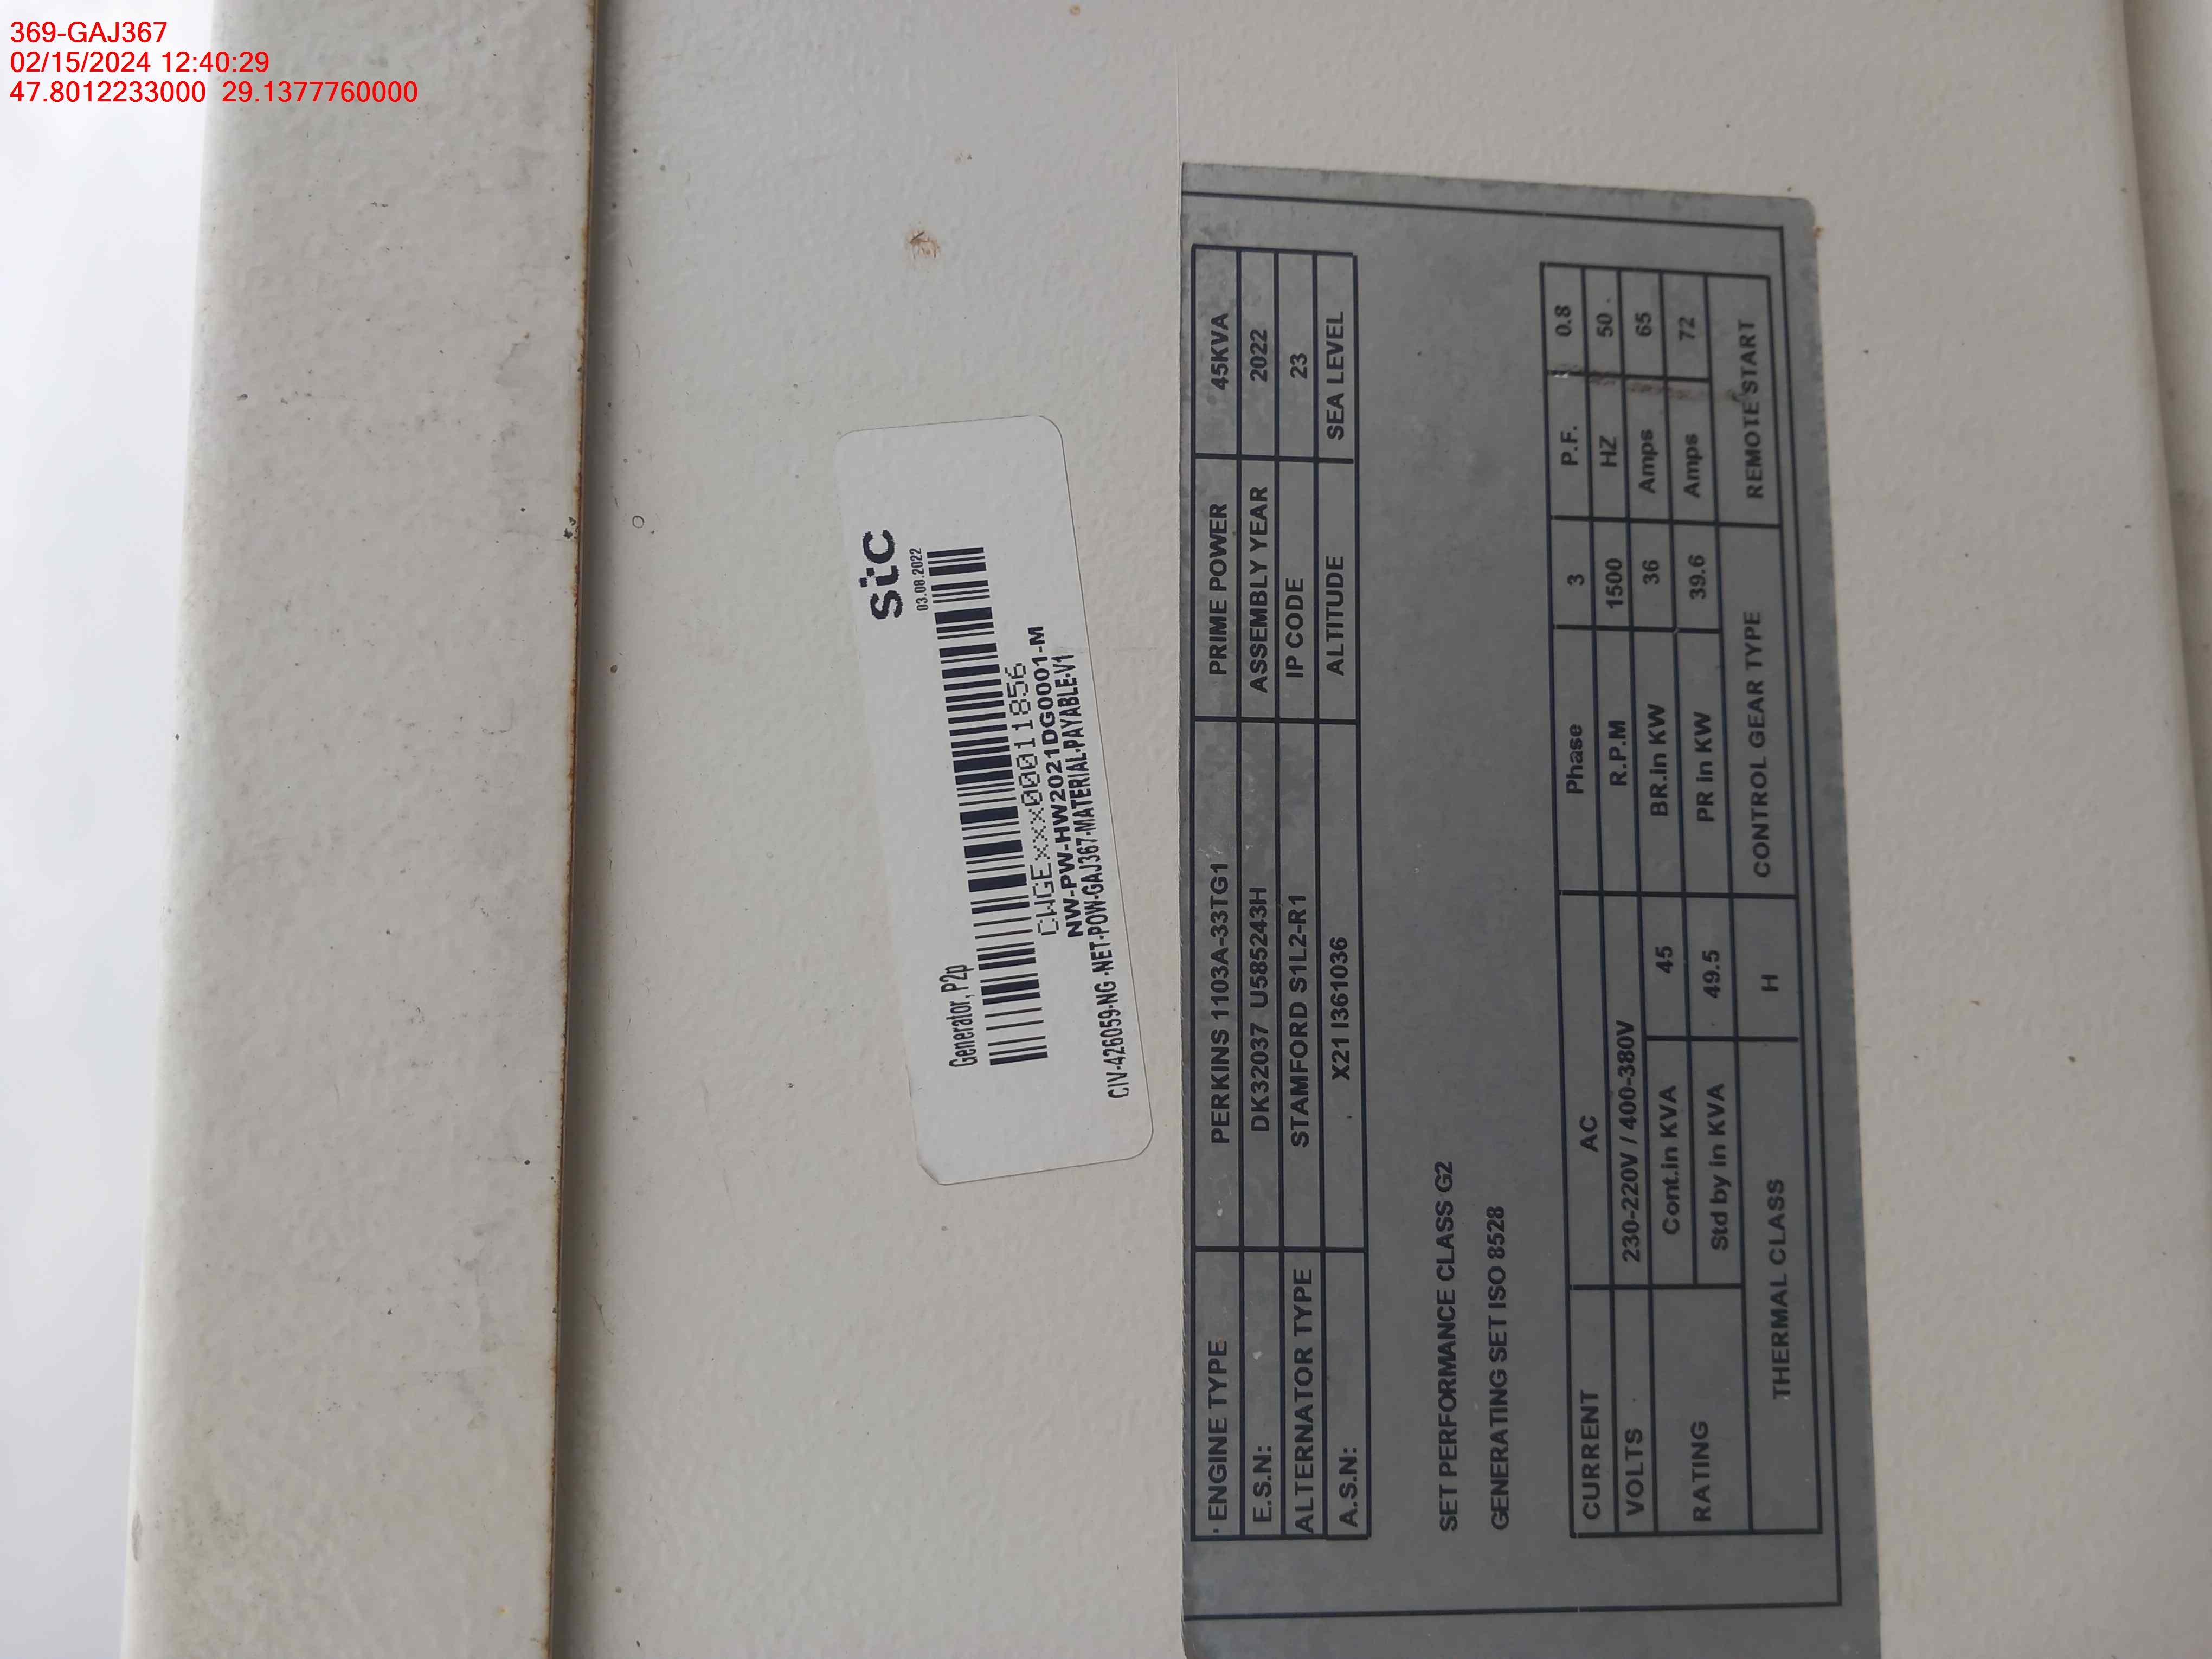 369-GAJ367
02/15/2024 12:40:29
47.8012233000 29.1377760000
stc
03.08.2022
Generator, P2p
CWGExxxx00011856
NW-PW-HW2021DG0001-M
CIV-426059-NG -NET-POW-GAJ367-MATERIAL-PAYABLE-V1
ENGINE TYPE PERKINS 1103A-33TG1 PRIME POWER 45KVA
E.S.N: DK32037 U585243H ASSEMBLY YEAR 2022
ALTERNATOR TYPE STAMFORD S1L2-R1 IP CODE 23
A.S.N: X21 I361036 ALTITUDE SEA LEVEL
SET PERFORMANCE CLASS G2
GENERATING SET ISO 8528
CURRENT AC Phase 3 P.F. 0.8
VOLTS 230-220V / 400-380V R.P.M 1500 HZ 50
RATING Cont.in KVA 45 BR.in KW 36 Amps 65
Std by in KVA 49.5 PR in KW 39.6 Amps 72
THERMAL CLASS H CONTROL GEAR TYPE REMOTE START